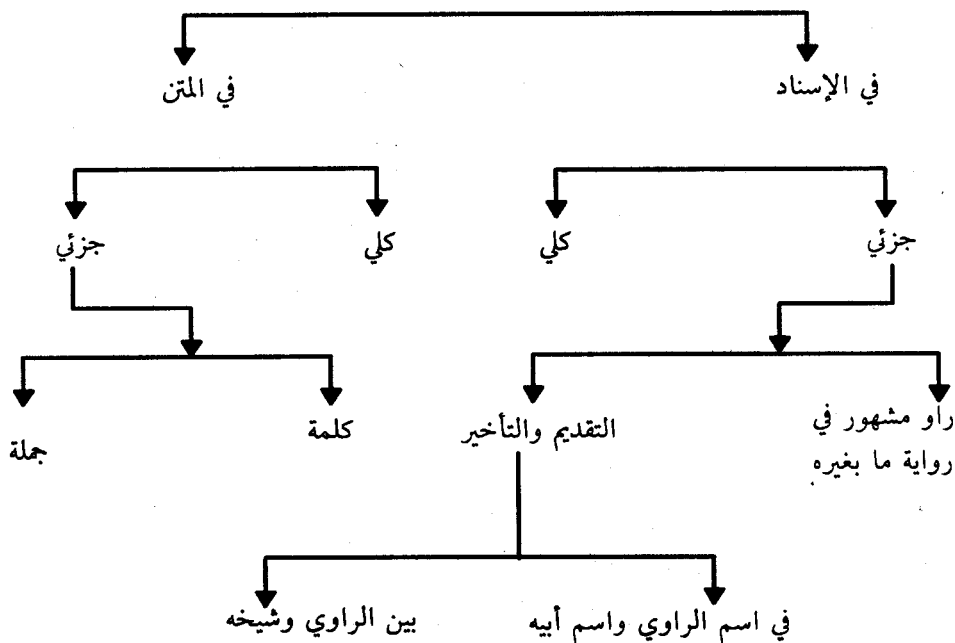 في الإسناد
في المتن
جزئي
كلي
كلي
جزئي
راو مشهور في
رواية ما بغيره
التقديم والتأخير
كلمة
جملة
في اسم الراوي واسم أبيه
بين الراوي وشيخه